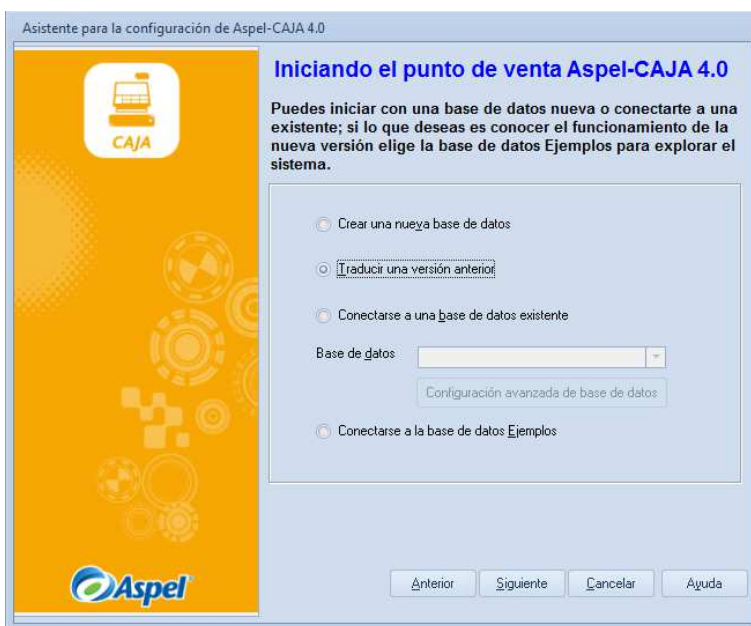 Asistente para la configuración de Aspel-CAJA 4.0
CAJA
Iniciando el punto de venta Aspel-CAJA 4.0
Puedes iniciar con una base de datos nueva o conectarte a una
existente; si lo que deseas es conocer el funcionamiento de la
nueva versión elige la base de datos Ejemplos para explorar el
sistema.
Crear una nueva base de datos
Traducir una versión anterior
Conectarse a una base de datos existente
Base de datos
Configuración avanzada de base de datos
Conectarse a la base de datos Ejemplos
Aspel
Anterior Siguiente Cancelar Ayuda